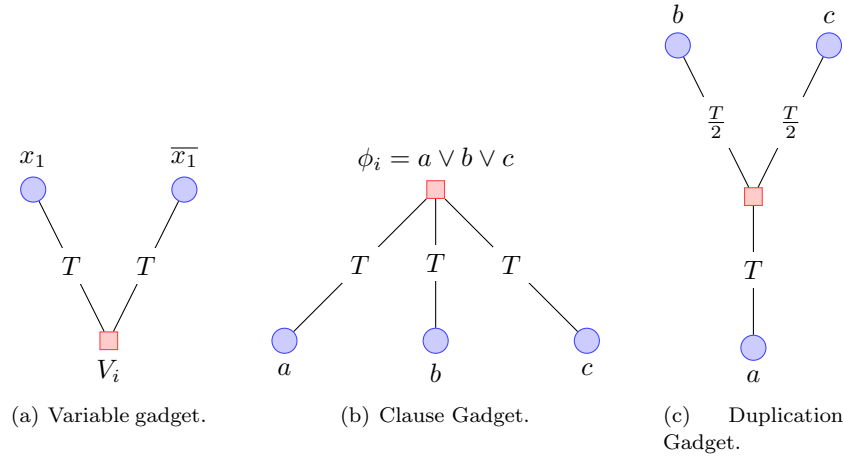 x₁ x̅₁
T T
Vᵢ
(a) Variable gadget.
ϕᵢ = a ∨ b ∨ c
T T T
a b c
(b) Clause Gadget.
b c
T/2 T/2
T
a
(c) Duplication
Gadget.